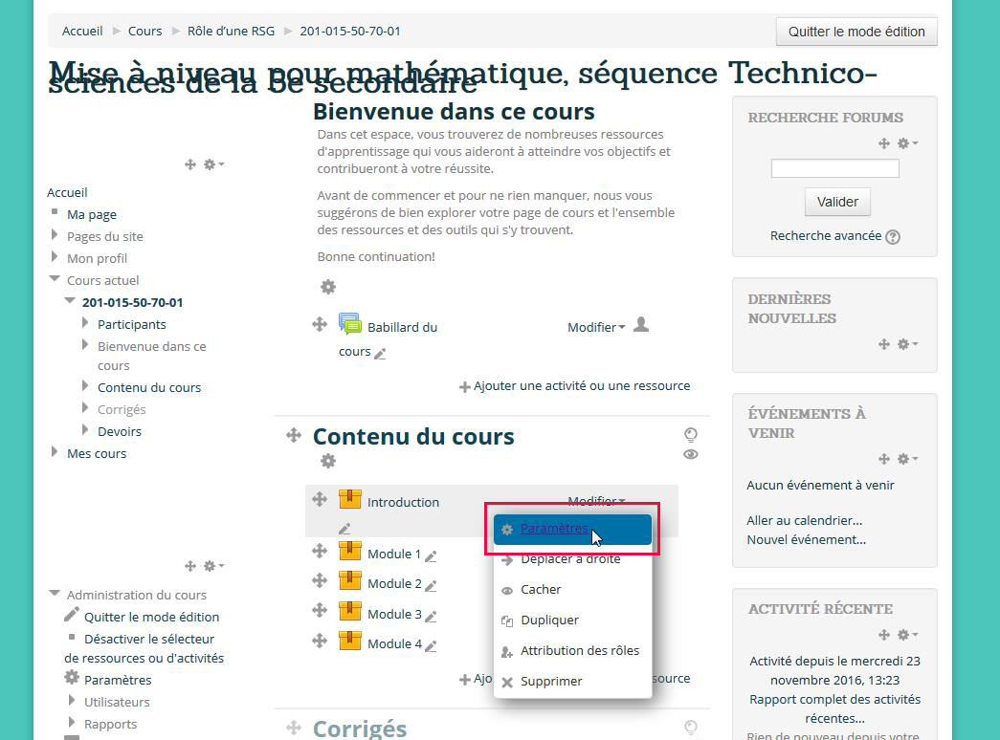 Accueil Cours Rôle d’une RSG 201-015-50-70-01
Quitter le mode édition
Mise à niveau pour mathématique, séquence Technico-
sciences de la 5e secondaire
Accueil
Ma page
Pages du site
Mon profil
Cours actuel
201-015-50-70-01
Participants
Bienvenue dans ce
cours
Contenu du cours
Corrigés
Devoirs
Mes cours
Administration du cours
Quitter le mode édition
Désactiver le sélecteur
de ressources ou d'activités
Paramètres
Utilisateurs
Rapports
Bienvenue dans ce cours
Dans cet espace, vous trouverez de nombreuses ressources
d'apprentissage qui vous aideront à atteindre vos objectifs et
contribueront à votre réussite.
Avant de commencer et pour ne rien manquer, nous vous
suggérons de bien explorer votre page de cours et l'ensemble
des ressources et des outils qui s'y trouvent.
Bonne continuation!
Babillard du
cours
Modifier
Ajouter une activité ou une ressource
Contenu du cours
Introduction
Modifier
Module 1
Module 2
Module 3
Module 4
Paramètres
Déplacer à droite
Cacher
Dupliquer
Attribution des rôles
Supprimer
Ajo
source
Corrigés
RECHERCHE FORUMS
Valider
Recherche avancée
DERNIÈRES
NOUVELLES
ÉVÉNEMENTS À
VENIR
Aucun événement à venir
Aller au calendrier...
Nouvel événement...
ACTIVITÉ RÉCENTE
Activité depuis le mercredi 23
novembre 2016, 13:23
Rapport complet des activités
récentes...
Rien de nouveau depuis votre